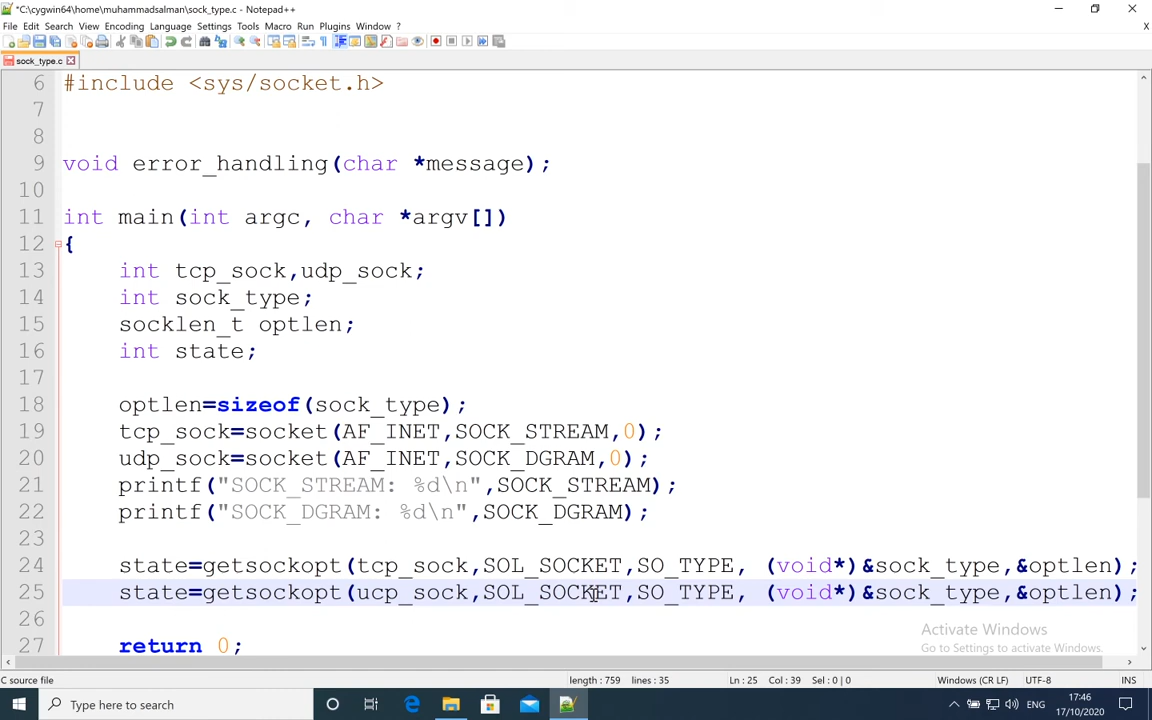 *C:\cygwin64\home\muhammadsalman\sock_type.c - Notepad++
File Edit Search View Encoding Language Settings Tools Macro Run Plugins Window ? X
sock_type.c
6 #include <sys/socket.h>
7
8
9 void error_handling(char *message);
10
11 int main(int argc, char *argv[])
12 {
13 int tcp_sock,udp_sock;
14 int sock_type;
15 socklen_t optlen;
16 int state;
17
18 optlen=sizeof(sock_type);
19 tcp_sock=socket(AF_INET,SOCK_STREAM,0);
20 udp_sock=socket(AF_INET,SOCK_DGRAM,0);
21 printf("SOCK_STREAM: %d\n",SOCK_STREAM);
22 printf("SOCK_DGRAM: %d\n",SOCK_DGRAM);
23
24 state=getsockopt(tcp_sock,SOL_SOCKET,SO_TYPE, (void*)&sock_type,&optlen);
25 state=getsockopt(ucp_sock,SOL_SOCKET,SO_TYPE, (void*)&sock_type,&optlen);
26
27 return 0;
Activate Windows
Go to Settings to activate Windows.
C source file length : 759 lines : 35 Ln : 25 Col : 39 Sel : 0 | 0 Windows (CR LF) UTF-8 INS
Type here to search
ENG
17:46
17/10/2020